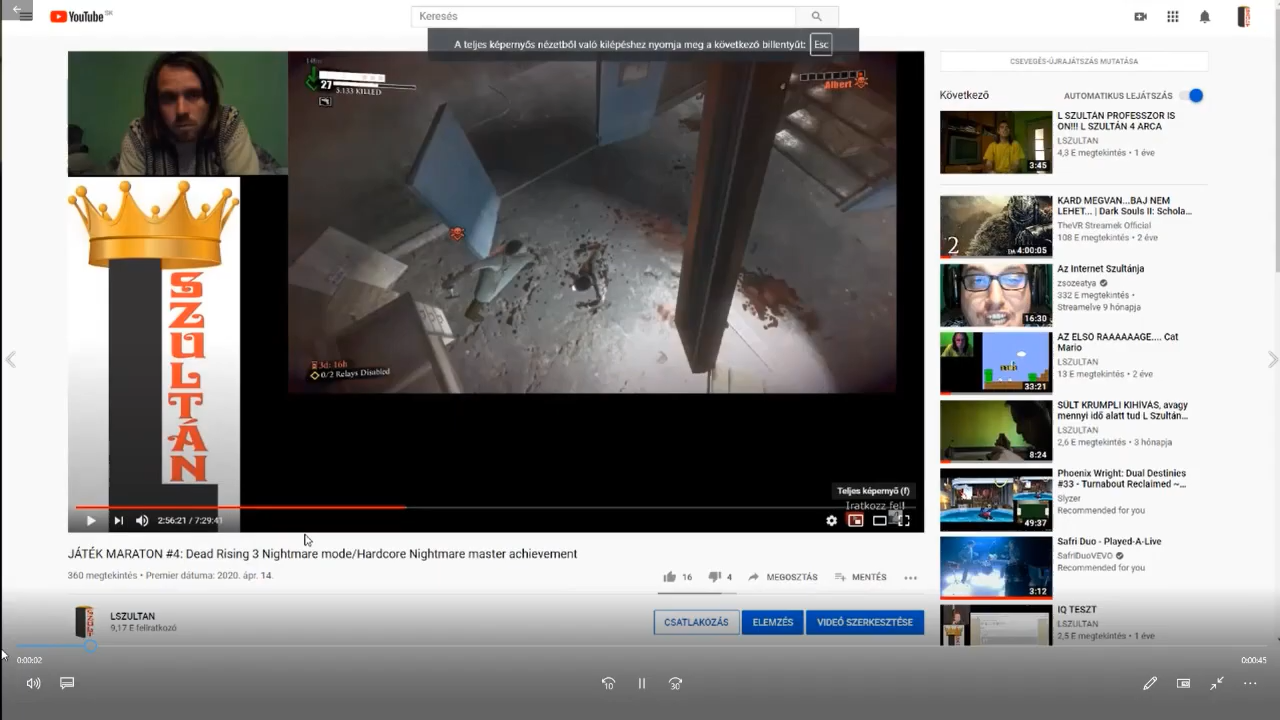 YouTube SK
Keresés
A teljes képernyős nézetből való kilépéshez nyomja meg a következő billentyűt: Esc
27
5.133 KILLED
Albert
3d: 16h
0/2 Relays Disabled
L
SZULTÁN
Teljes képernyő (f)
Iratkozz fel!
2:56:21 / 7:29:41
JÁTÉK MARATON #4: Dead Rising 3 Nightmare mode/Hardcore Nightmare master achievement
360 megtekintés • Premier dátuma: 2020. ápr. 14.
16
4
MEGOSZTÁS
MENTÉS
LSZULTAN
9,17 E feliratkozó
CSATLAKOZÁS
ELEMZÉS
VIDEÓ SZERKESZTÉSE
CSEVEGÉS-ÚJRAJÁTSZÁS MUTATÁSA
Következő
AUTOMATIKUS LEJÁTSZÁS
3:45
L SZULTÁN PROFESSZOR IS
ON!!! L SZULTÁN 4 ARCA
LSZULTAN
4,3 E megtekintés • 1 éve
2
4:00:05
KARD MEGVAN...BAJ NEM
LEHET... | Dark Souls II: Schola...
TheVR Streamek Official
108 E megtekintés • 2 éve
16:30
Az Internet Szultánja
zsozeatya
332 E megtekintés •
Streamelve 9 hónapja
33:21
AZ ELSO RAAAAAAGE.... Cat
Mario
LSZULTAN
13 E megtekintés • 2 éve
8:24
SÜLT KRUMPLI KIHÍVÁS, avagy
mennyi idő alatt tud L Szultán...
LSZULTAN
2,6 E megtekintés • 3 hónapja
49:37
Phoenix Wright: Dual Destinies
#33 - Turnabout Reclaimed ~...
Slyzer
Recommended for you
3:12
Safri Duo - Played-A-Live
SafriDuoVEVO
Recommended for you
IQ TESZT
LSZULTAN
2,5 E megtekintés • 1 éve
0:00:02
0:00:45
10
30